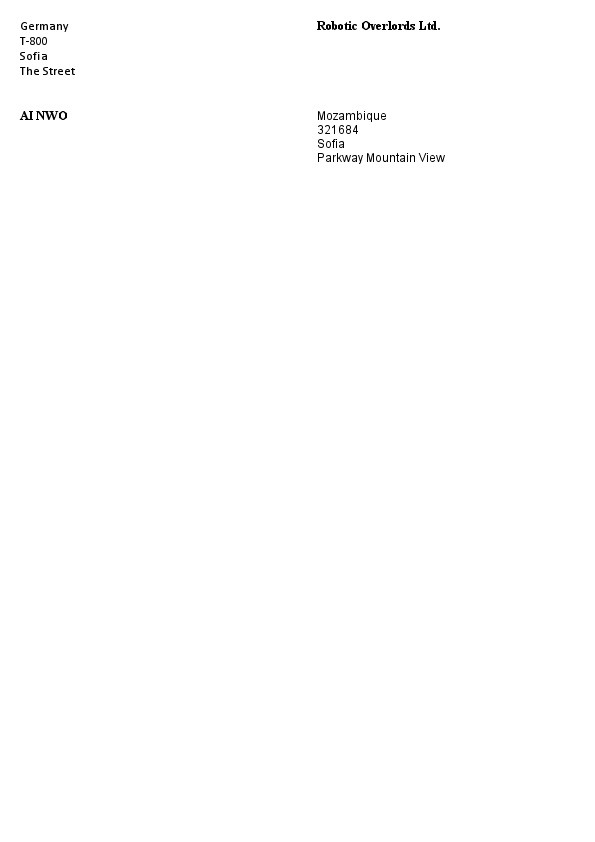 Germany
T-800
Sofia
The Street
Robotic Overlords Ltd.
AI NWO
Mozambique
321684
Sofia
Parkway Mountain View